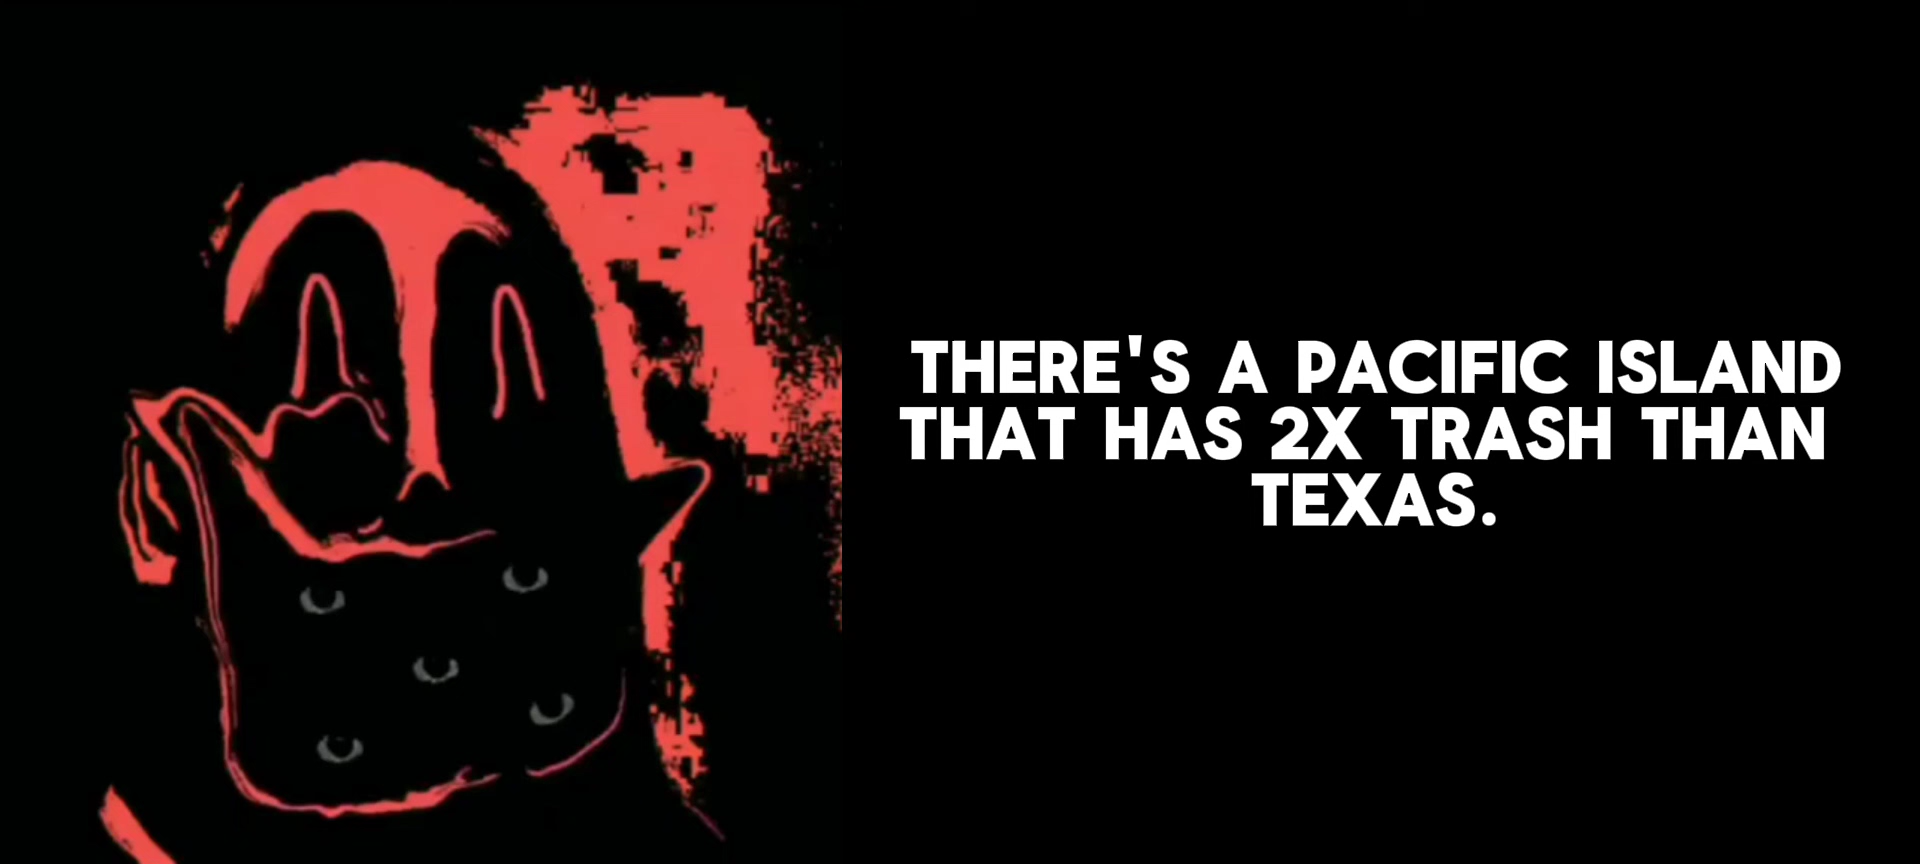 THERE'S A PACIFIC ISLAND
THAT HAS 2X TRASH THAN
TEXAS.